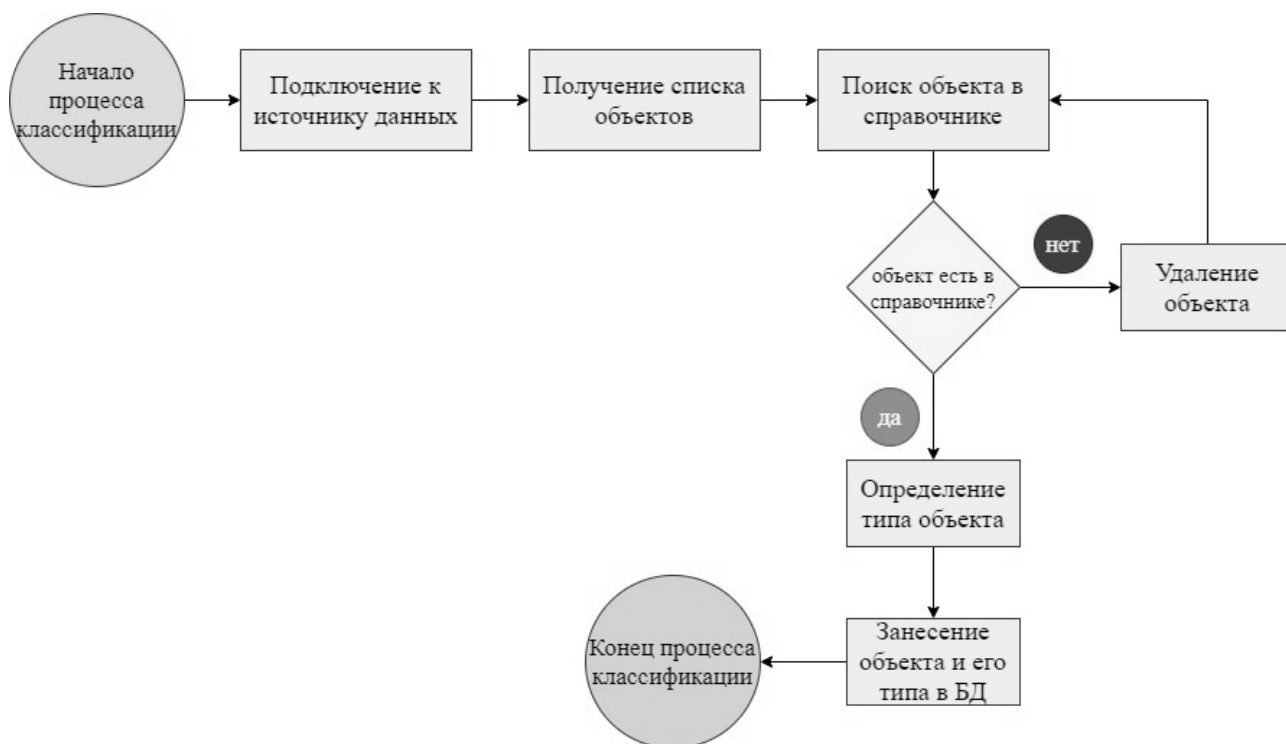 Начало
процесса
классификации
Подключение к
источнику данных
Получение списка
объектов
Поиск объекта в
справочнике
объект есть в
справочнике?
нет
Удаление
объекта
да
Определение
типа объекта
Занесение
объекта и его
типа в БД
Конец процесса
классификации